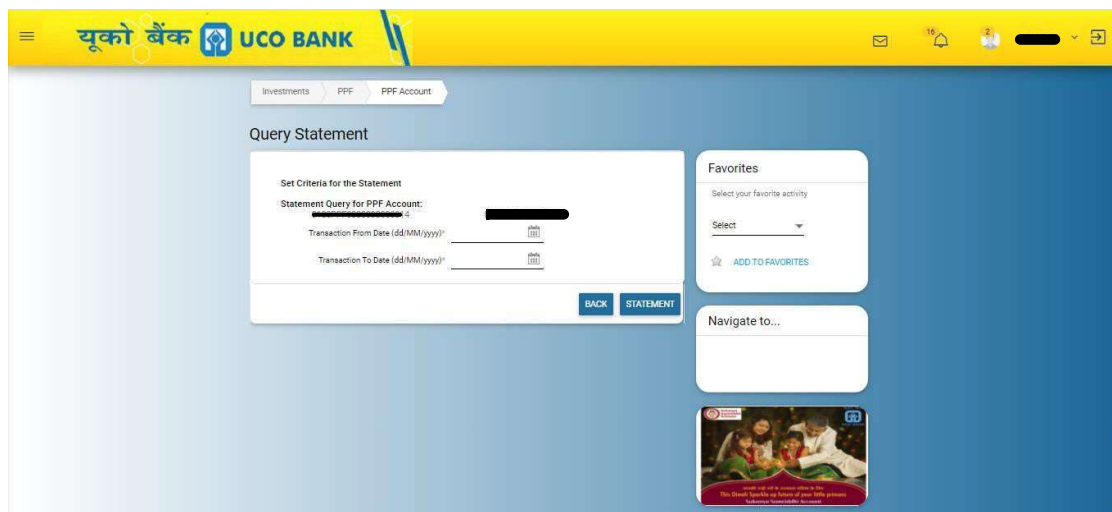 यूको बैंक UCO BANK
16
2
Investments PPF PPF Account
Query Statement
Set Criteria for the Statement
Statement Query for PPF Account:
14
Transaction From Date (dd/MM/yyyy)*
Transaction To Date (dd/MM/yyyy)*
BACK STATEMENT
Favorites
Select your favorite activity
Select
ADD TO FAVORITES
Navigate to...
This Diwali Sparkle up future of your little princess
Sukanya Samriddhi Account